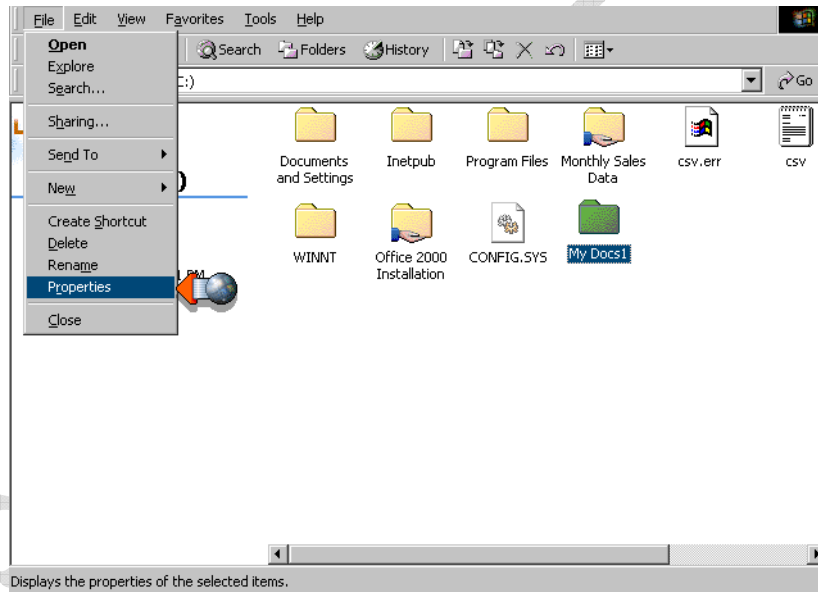 File Edit View Favorites Tools Help
Search Folders History
:) Go
Open
Explore
Search...
Sharing...
Send To
New
Create Shortcut
Delete
Rename
Properties
Close
)
PM
Documents and Settings
Inetpub
Program Files
Monthly Sales Data
csv.err
csv
WINNT
Office 2000 Installation
CONFIG.SYS
My Docs1
Displays the properties of the selected items.